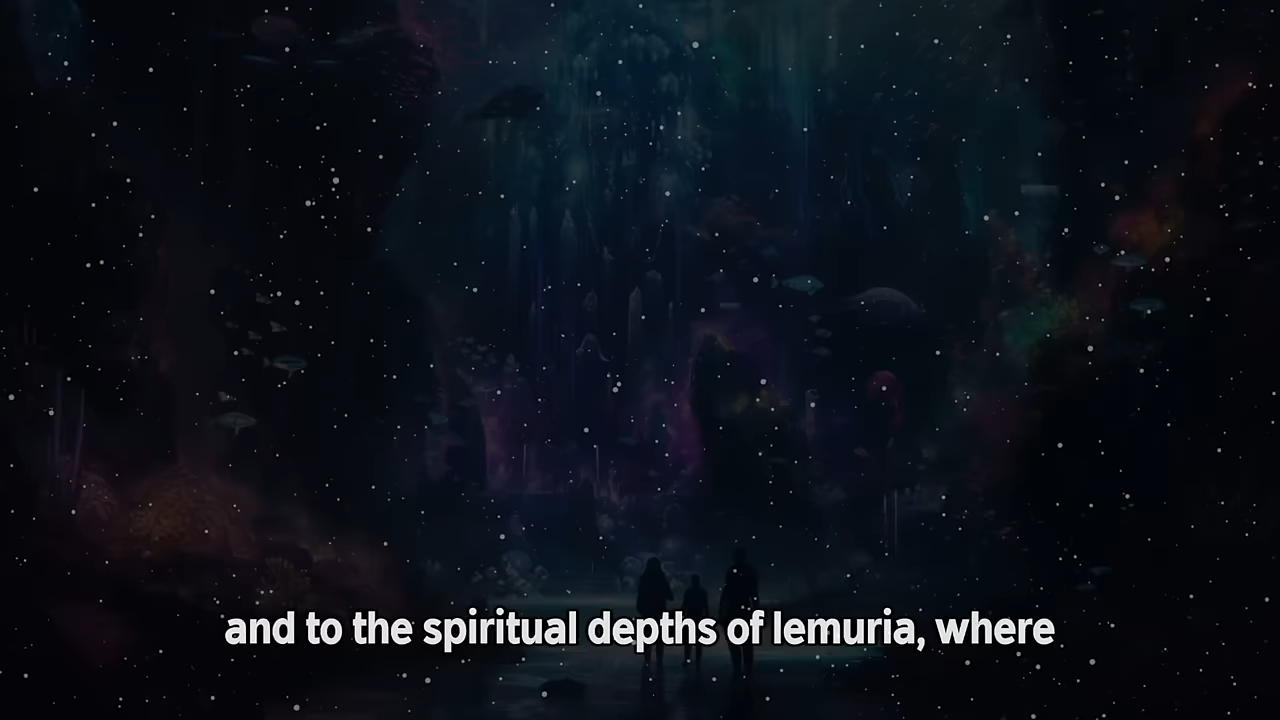 and to the spiritual depths of lemuria, where